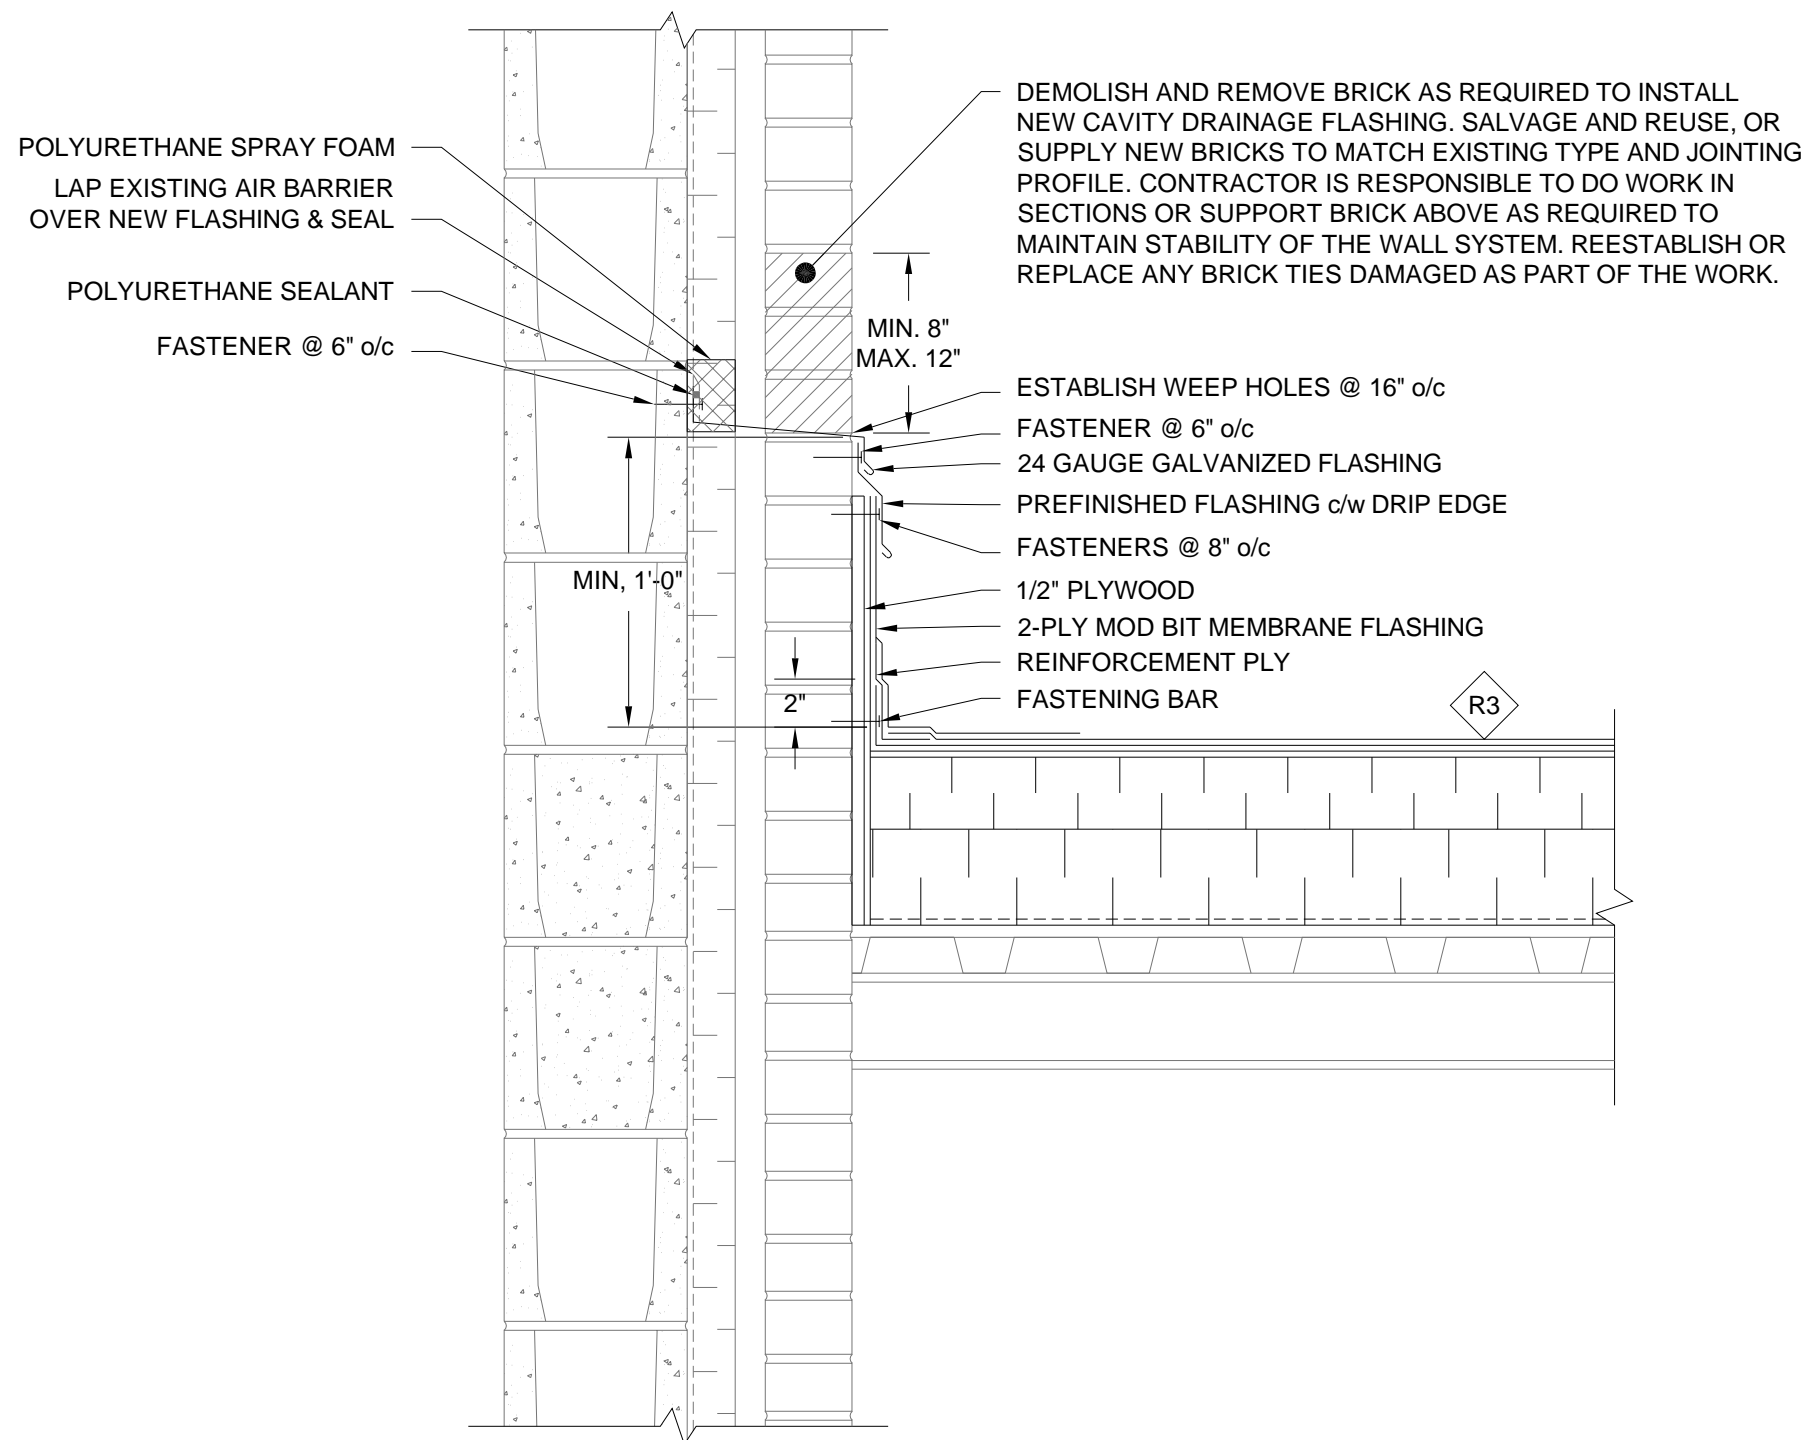 POLYURETHANE SPRAY FOAM
LAP EXISTING AIR BARRIER
OVER NEW FLASHING & SEAL
POLYURETHANE SEALANT
FASTENER @ 6" o/c
DEMOLISH AND REMOVE BRICK AS REQUIRED TO INSTALL
NEW CAVITY DRAINAGE FLASHING. SALVAGE AND REUSE, OR
SUPPLY NEW BRICKS TO MATCH EXISTING TYPE AND JOINTING
PROFILE. CONTRACTOR IS RESPONSIBLE TO DO WORK IN
SECTIONS OR SUPPORT BRICK ABOVE AS REQUIRED TO
MAINTAIN STABILITY OF THE WALL SYSTEM. REESTABLISH OR
REPLACE ANY BRICK TIES DAMAGED AS PART OF THE WORK.
MIN. 8"
MAX. 12"
ESTABLISH WEEP HOLES @ 16" o/c
FASTENER @ 6" o/c
24 GAUGE GALVANIZED FLASHING
PREFINISHED FLASHING c/w DRIP EDGE
FASTENERS @ 8" o/c
MIN, 1'-0"
1/2" PLYWOOD
2-PLY MOD BIT MEMBRANE FLASHING
REINFORCEMENT PLY
FASTENING BAR
2"
R3